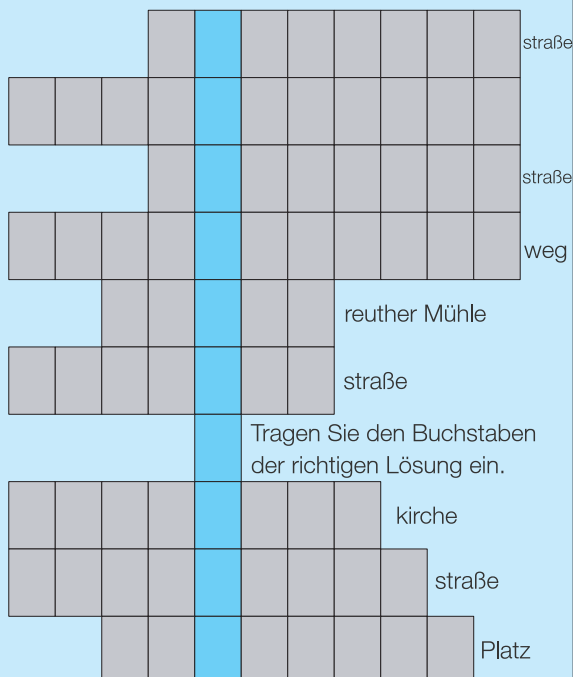 straße
straße
weg
reuther Mühle
straße
Tragen Sie den Buchstaben
der richtigen Lösung ein.
kirche
straße
Platz